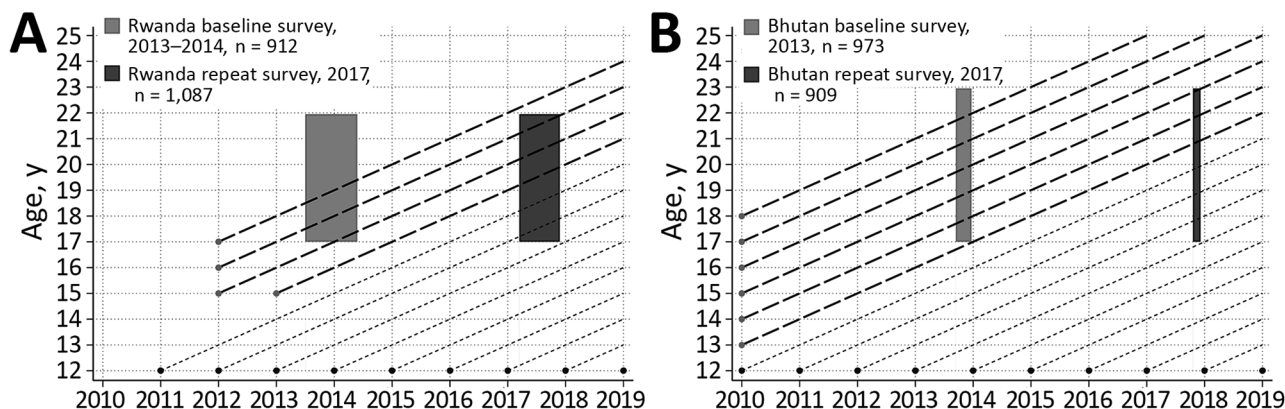 A
Rwanda baseline survey,
2013–2014, n = 912
Rwanda repeat survey, 2017,
n = 1,087
Age, y
25
24
23
22
21
20
19
18
17
16
15
14
13
12
2010 2011 2012 2013 2014 2015 2016 2017 2018 2019
B
Bhutan baseline survey,
2013, n = 973
Bhutan repeat survey, 2017,
n = 909
Age, y
25
24
23
22
21
20
19
18
17
16
15
14
13
12
2010 2011 2012 2013 2014 2015 2016 2017 2018 2019